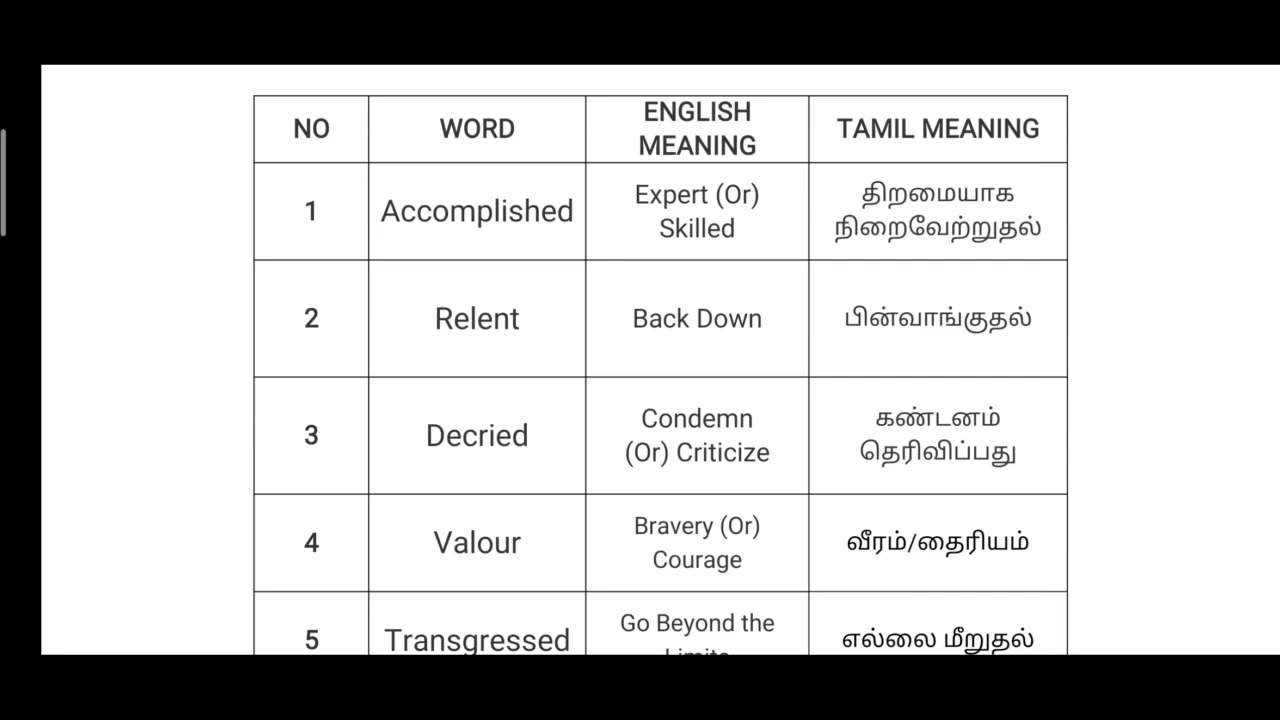 NO WORD ENGLISH MEANING TAMIL MEANING
1 Accomplished Expert (Or) Skilled திறமையாக நிறைவேற்றுதல்
2 Relent Back Down பின்வாங்குதல்
3 Decried Condemn (Or) Criticize கண்டனம் தெரிவிப்பது
4 Valour Bravery (Or) Courage வீரம்/தைரியம்
5 Transgressed Go Beyond the எல்லை மீறுதல்